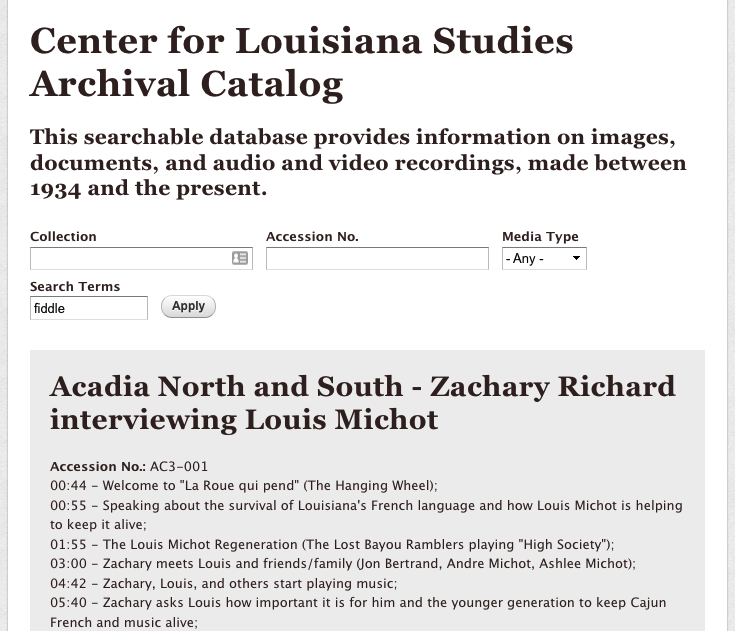 Center for Louisiana Studies
Archival Catalog
This searchable database provides information on images,
documents, and audio and video recordings, made between
1934 and the present.
Collection Accession No. Media Type
- Any -
Search Terms
fiddle Apply
Acadia North and South - Zachary Richard
interviewing Louis Michot
Accession No.: AC3-001
00:44 – Welcome to "La Roue qui pend" (The Hanging Wheel);
00:55 – Speaking about the survival of Louisiana's French language and how Louis Michot is helping
to keep it alive;
01:55 – The Louis Michot Regeneration (The Lost Bayou Ramblers playing "High Society");
03:00 – Zachary meets Louis and friends/family (Jon Bertrand, Andre Michot, Ashlee Michot);
04:42 – Zachary, Louis, and others start playing music;
05:40 – Zachary asks Louis how important it is for him and the younger generation to keep Cajun
French and music alive;